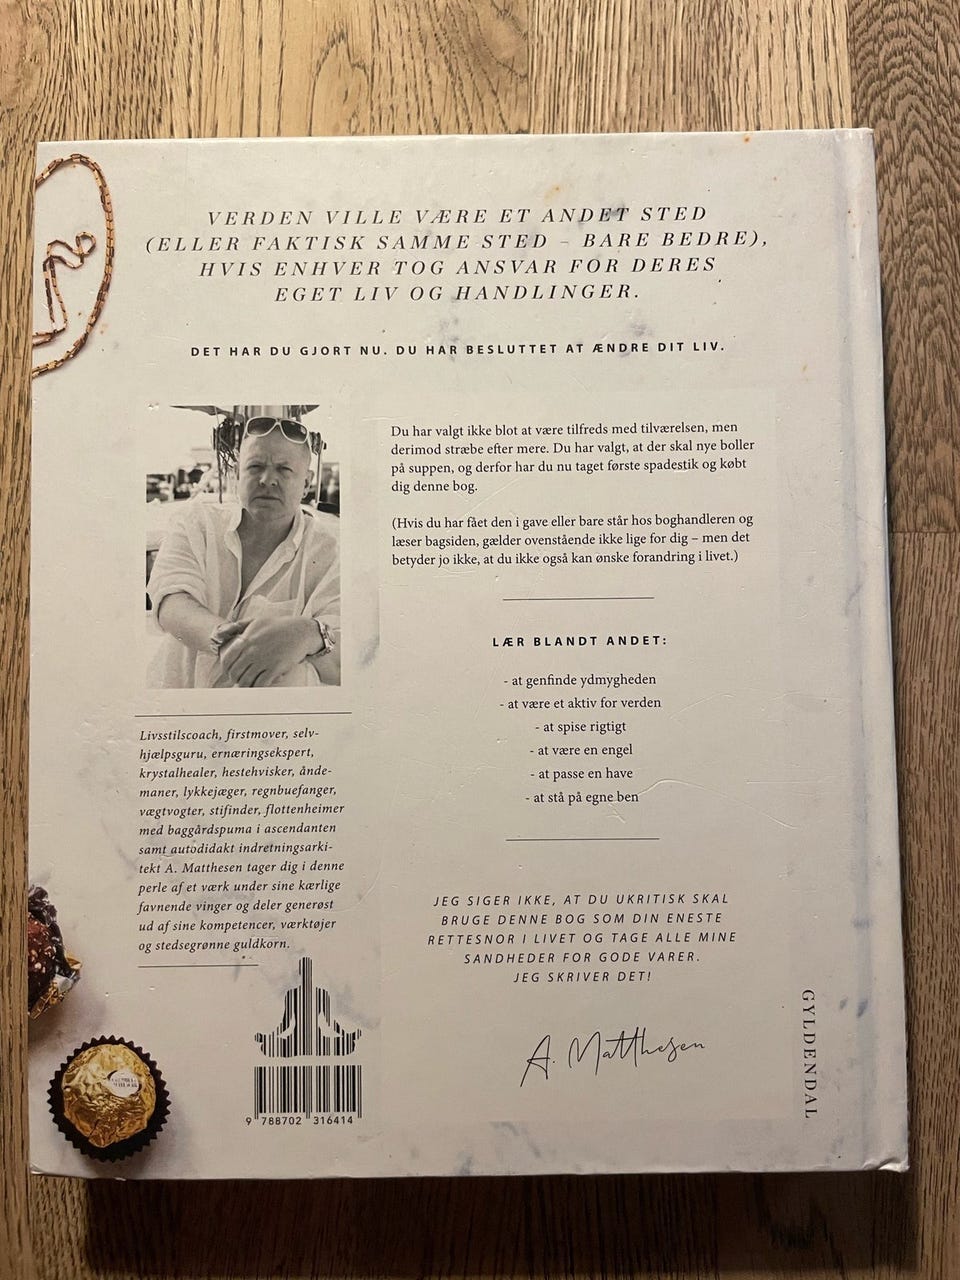 VERDEN VILLE VÆRE ET ANDET STED
(ELLER FAKTISK SAMME STED – BARE BEDRE),
HVIS ENHVER TOG ANSVAR FOR DERES
EGET LIV OG HANDLINGER.
DET HAR DU GJORT NU. DU HAR BESLUTTET AT ÆNDRE DIT LIV.
Du har valgt ikke blot at være tilfreds med tilværelsen, men
derimod stræbe efter mere. Du har valgt, at der skal nye boller
på suppen, og derfor har du nu taget første spadestik og købt
dig denne bog.
(Hvis du har fået den i gave eller bare står hos boghandleren og
læser bagsiden, gælder ovenstående ikke lige for dig – men det
betyder jo ikke, at du ikke også kan ønske forandring i livet.)
LÆR BLANDT ANDET:
- at genfinde ydmygheden
- at være et aktiv for verden
- at spise rigtigt
- at være en engel
- at passe en have
- at stå på egne ben
Livsstilscoach, firstmover, selv-
hjælpsguru, ernæringsekspert,
krystalhealer, hestehvisker, ånde-
maner, lykkejæger, regnbuefanger,
vægtvogter, stifinder, flottenheimer
med baggårdspuma i ascendanten
samt autodidakt indretningsarki-
tekt A. Matthesen tager dig i denne
perle af et værk under sine kærlige
favnende vinger og deler generøst
ud af sine kompetencer, værktøjer
og stedsegrønne guldkorn.
JEG SIGER IKKE, AT DU UKRITISK SKAL
BRUGE DENNE BOG SOM DIN ENESTE
RETTESNOR I LIVET OG TAGE ALLE MINE
SANDHEDER FOR GODE VARER.
JEG SKRIVER DET!
A. Matthesen
GYLDENDAL
9 788702 316414